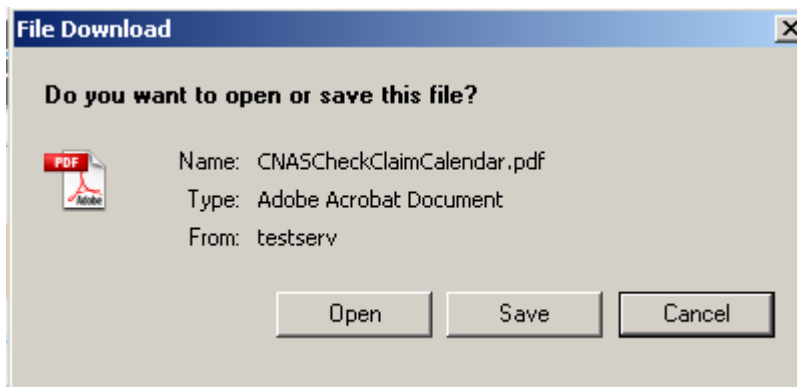 File Download
Do you want to open or save this file?
PDF
Adobe
Name: CNASCheckClaimCalendar.pdf
Type: Adobe Acrobat Document
From: testserv
Open Save Cancel